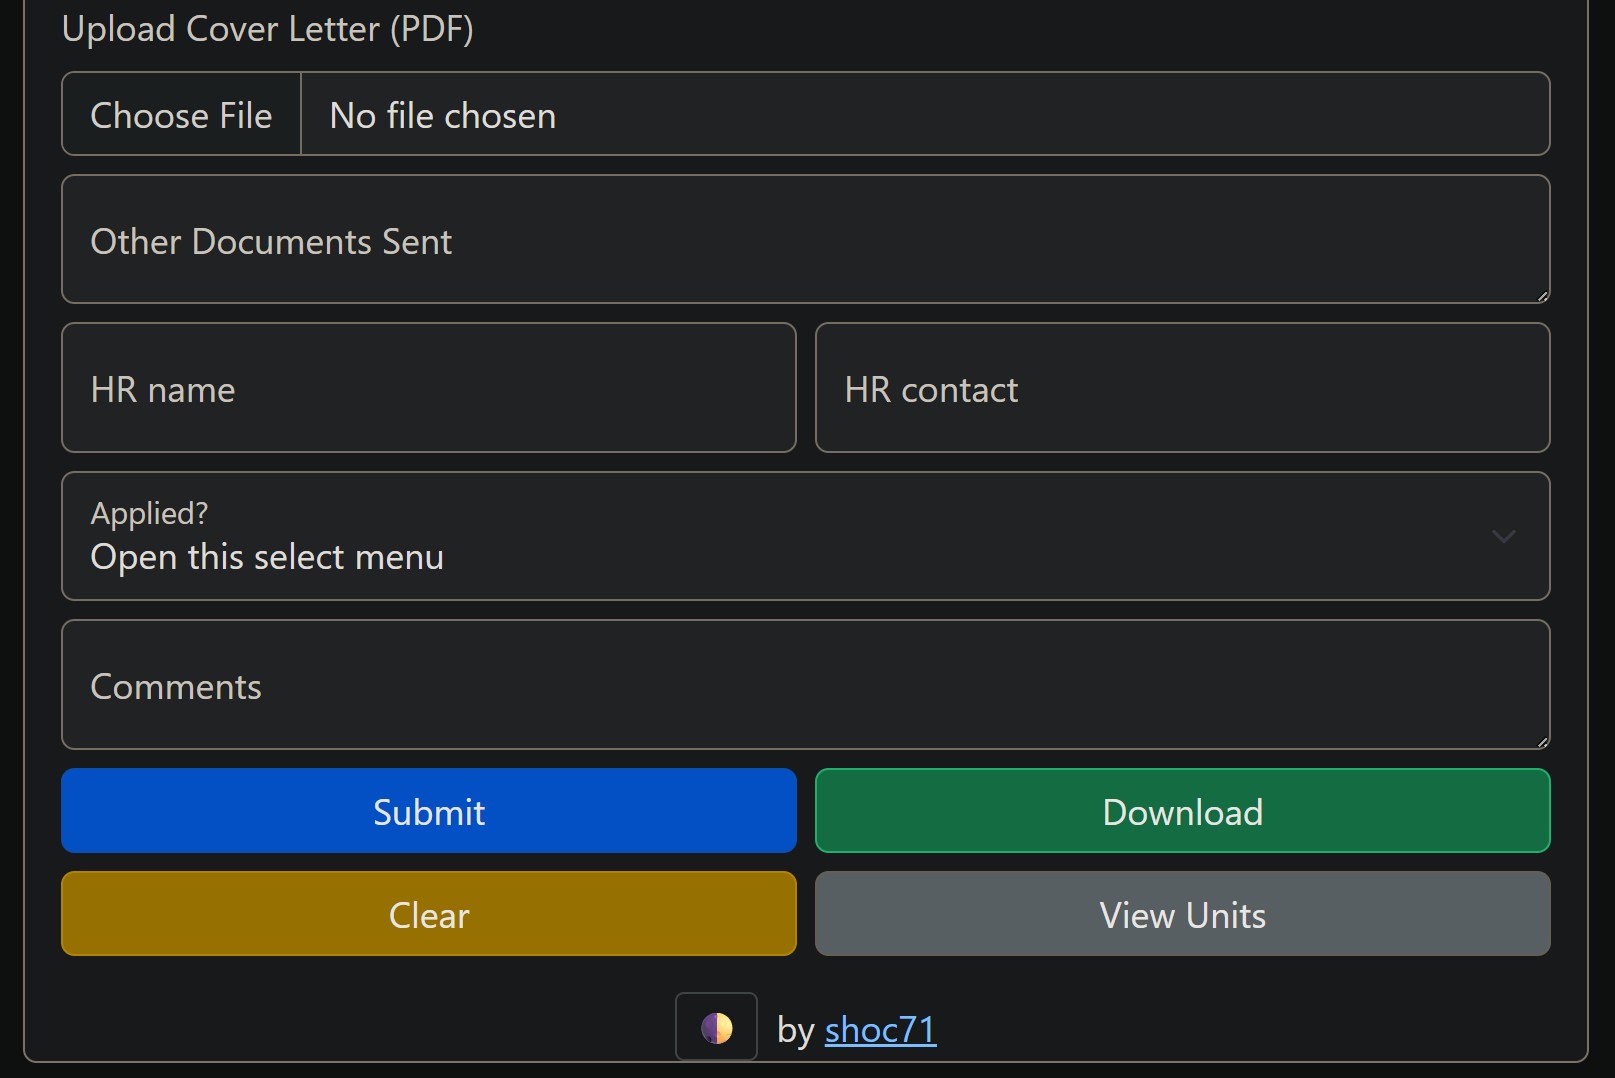 Upload Cover Letter (PDF)
Choose File No file chosen
Other Documents Sent
HR name HR contact
Applied?
Open this select menu
Comments
Submit Download
Clear View Units
by shoc71